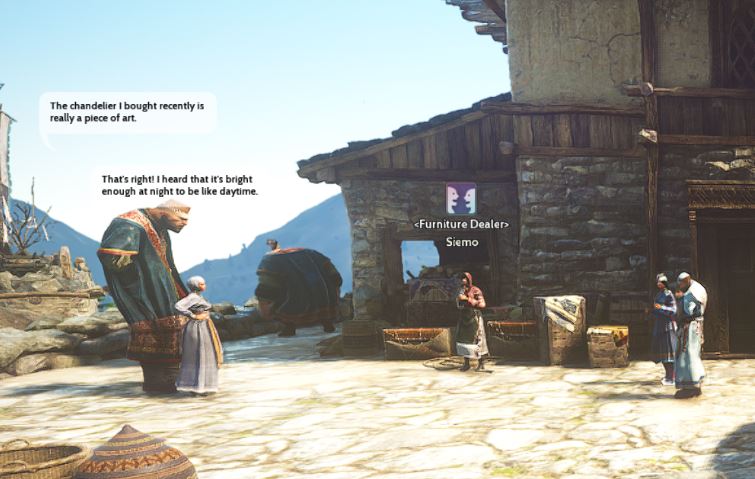 The chandelier I bought recently is
really a piece of art.
That's right! I heard that it's bright
enough at night to be like daytime.
<Furniture Dealer>
Siemo